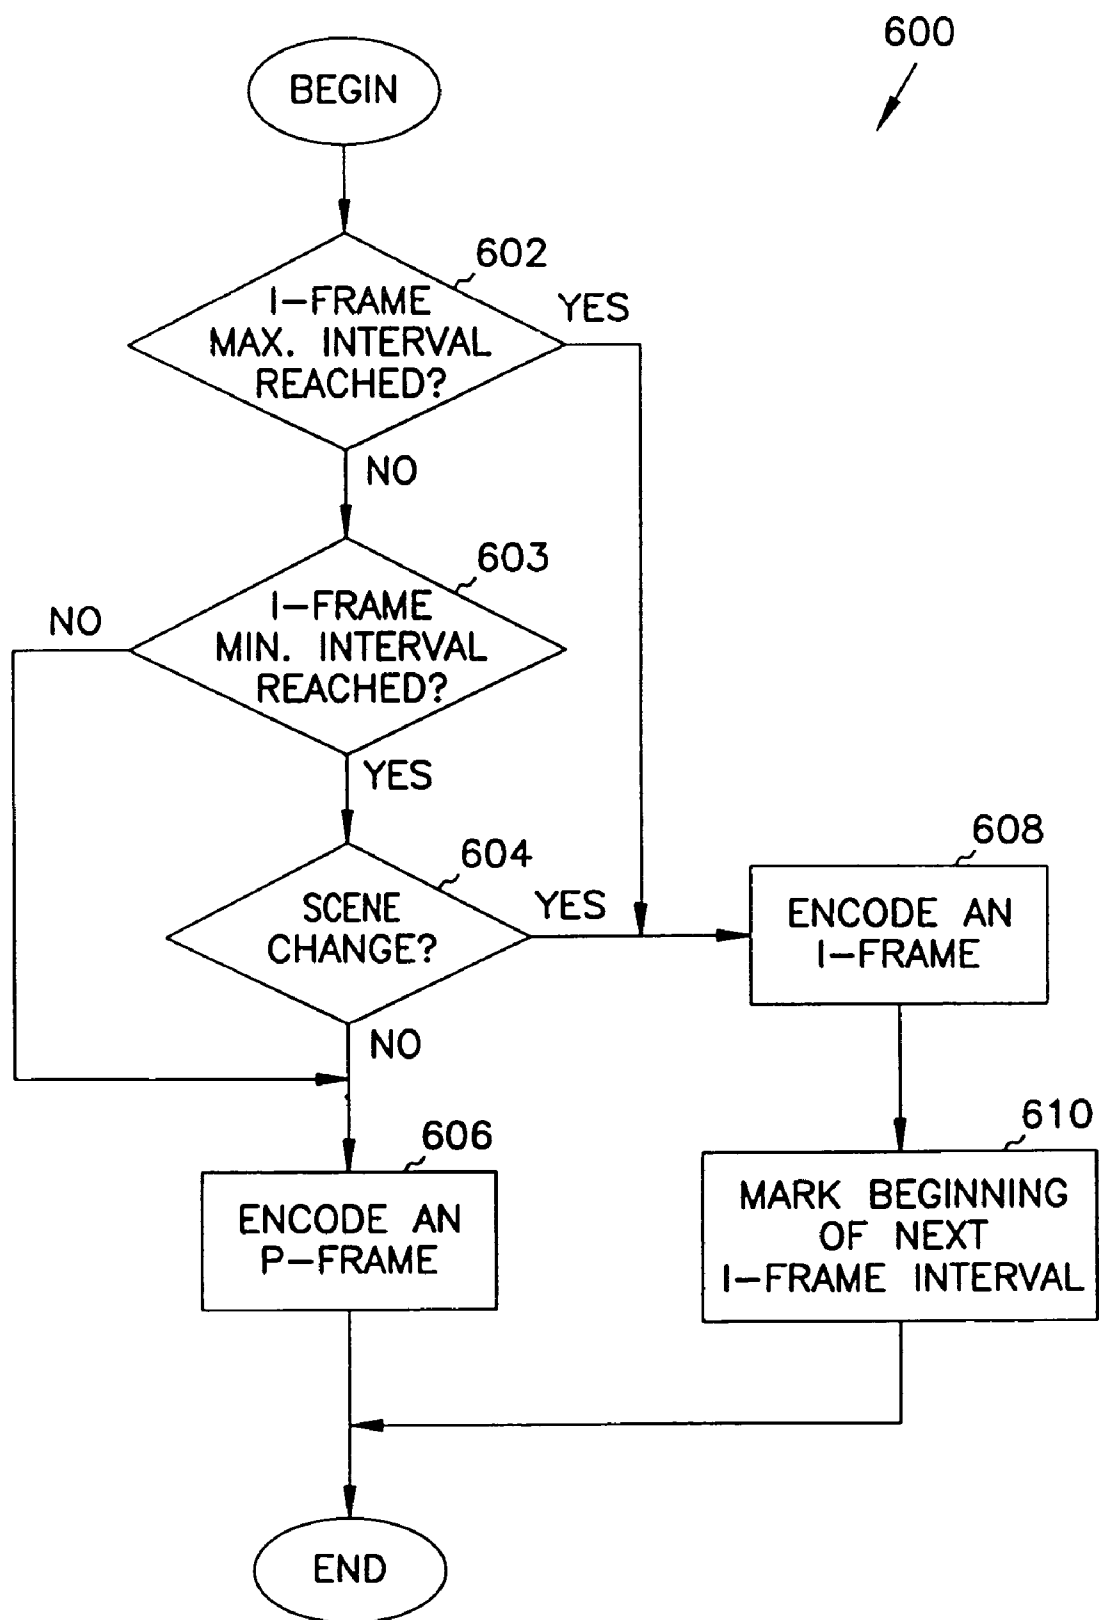 600
BEGIN
602
I-FRAME
MAX. INTERVAL
REACHED?
YES
NO
603
I-FRAME
MIN. INTERVAL
REACHED?
NO
YES
604
SCENE
CHANGE?
YES
NO
608
ENCODE AN
I-FRAME
606
ENCODE AN
P-FRAME
610
MARK BEGINNING
OF NEXT
I-FRAME INTERVAL
END